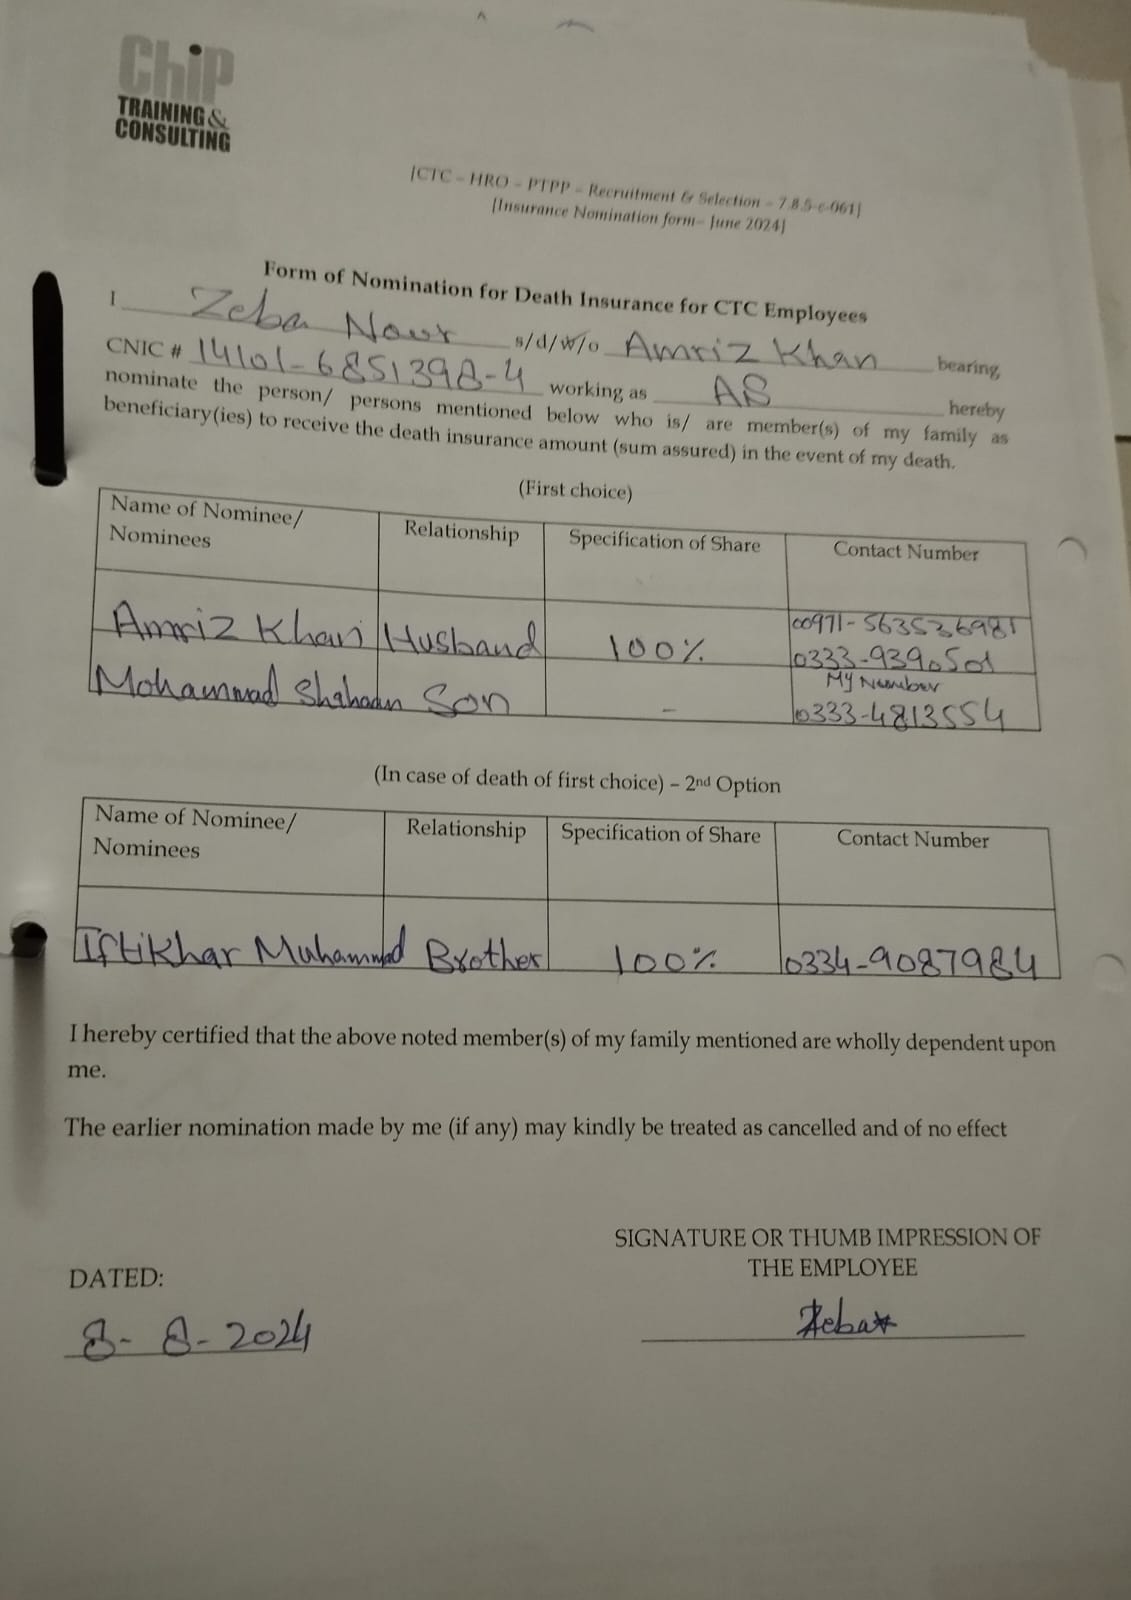 ChiP
TRAINING &
CONSULTING
[CTC – HRO – PTPP – Recruitment & Selection – 7.8.5-c-061]
[Insurance Nomination form– June 2024]
Form of Nomination for Death Insurance for CTC Employees
I Zeba Noor s/d/w/o Amriz Khan bearing
CNIC # 14101-6851398-4 working as AS hereby
nominate the person/ persons mentioned below who is/ are member(s) of my family as
beneficiary(ies) to receive the death insurance amount (sum assured) in the event of my death.
(First choice)
Name of Nominee/ Relationship Specification of Share Contact Number
Nominees
00971-563536981
Amriz Khan Husband 100% 0333-9390501
My Number
Mohammad Shahaan Son - 0333-4813554
(In case of death of first choice) – 2nd Option
Name of Nominee/ Relationship Specification of Share Contact Number
Nominees
Iftikhar Muhammad Brother 100% 0334-9087984
I hereby certified that the above noted member(s) of my family mentioned are wholly dependent upon
me.
The earlier nomination made by me (if any) may kindly be treated as cancelled and of no effect
SIGNATURE OR THUMB IMPRESSION OF
THE EMPLOYEE
DATED:
Zeba
8-8-2024